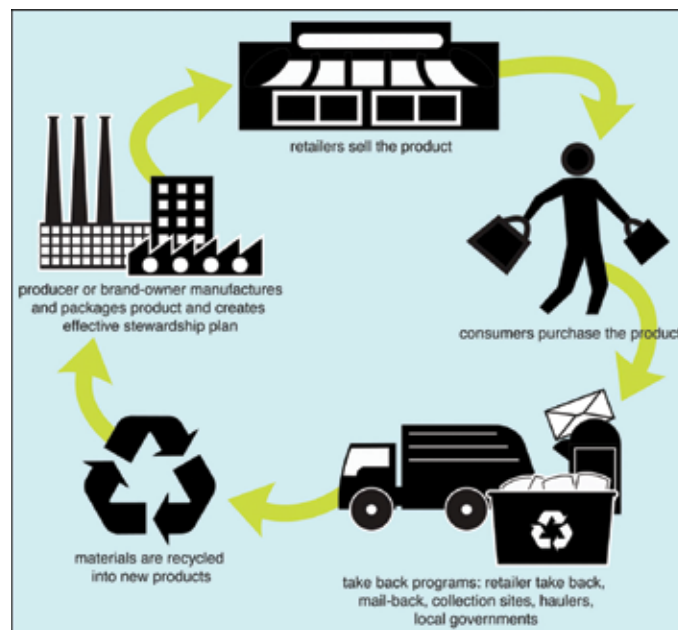 retailers sell the product
producer or brand-owner manufactures
and packages product and creates
effective stewardship plan
consumers purchase the product
materials are recycled
into new products
take back programs: retailer take back,
mail-back, collection sites, haulers,
local governments